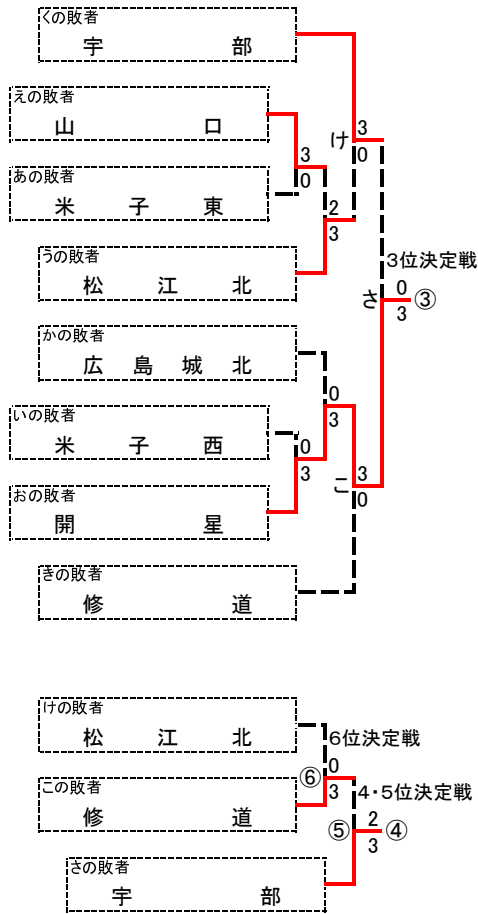 くの敗者
宇部
えの敗者
山口
け
3
0
3
0
あの敗者
米子東
2
3
うの敗者
松江北
3位決定戦
さ
0
3
③
かの敗者
広島城北
0
3
いの敗者
米子西
0
3
こ
3
0
おの敗者
開星
きの敗者
修道
けの敗者
松江北
6位決定戦
0
⑥
3
この敗者
修道
4・5位決定戦
2
⑤
④
3
さの敗者
宇部